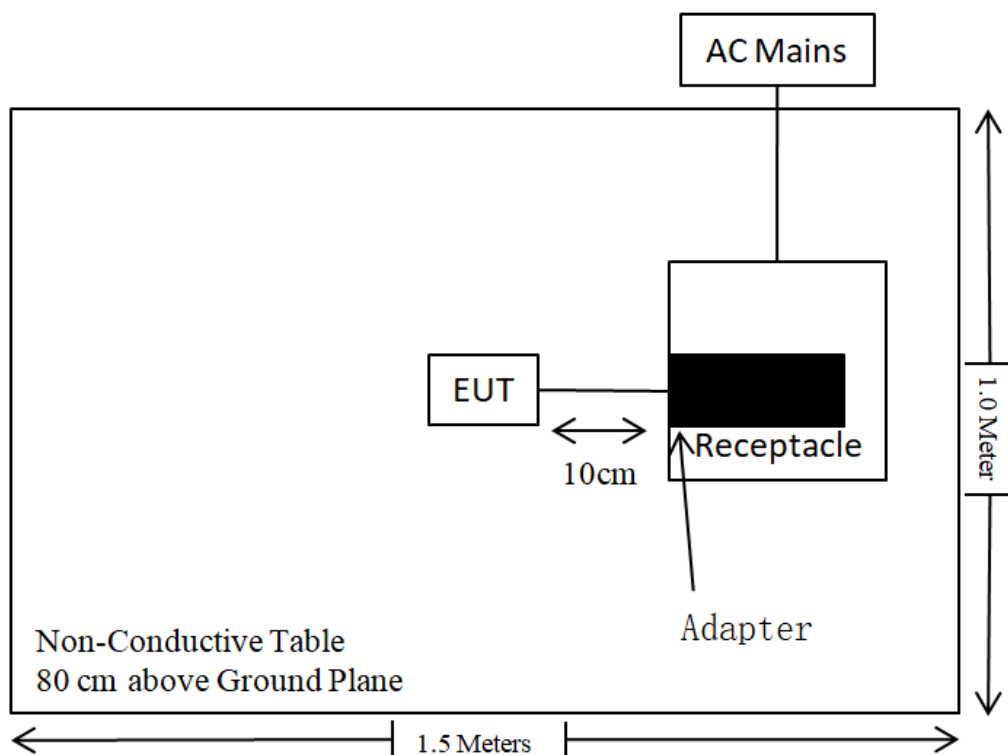 AC Mains
EUT
Receptacle
10cm
1.0 Meter
Adapter
Non-Conductive Table
80 cm above Ground Plane
1.5 Meters